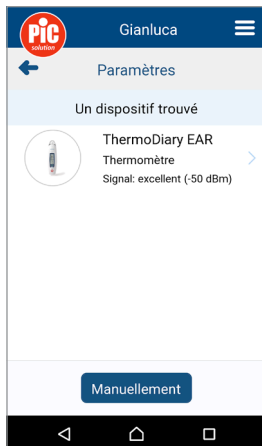 PiC
solution
Gianluca
Paramètres
Un dispositif trouvé
ThermoDiary EAR
Thermomètre
Signal: excellent (-50 dBm)
Manuellement